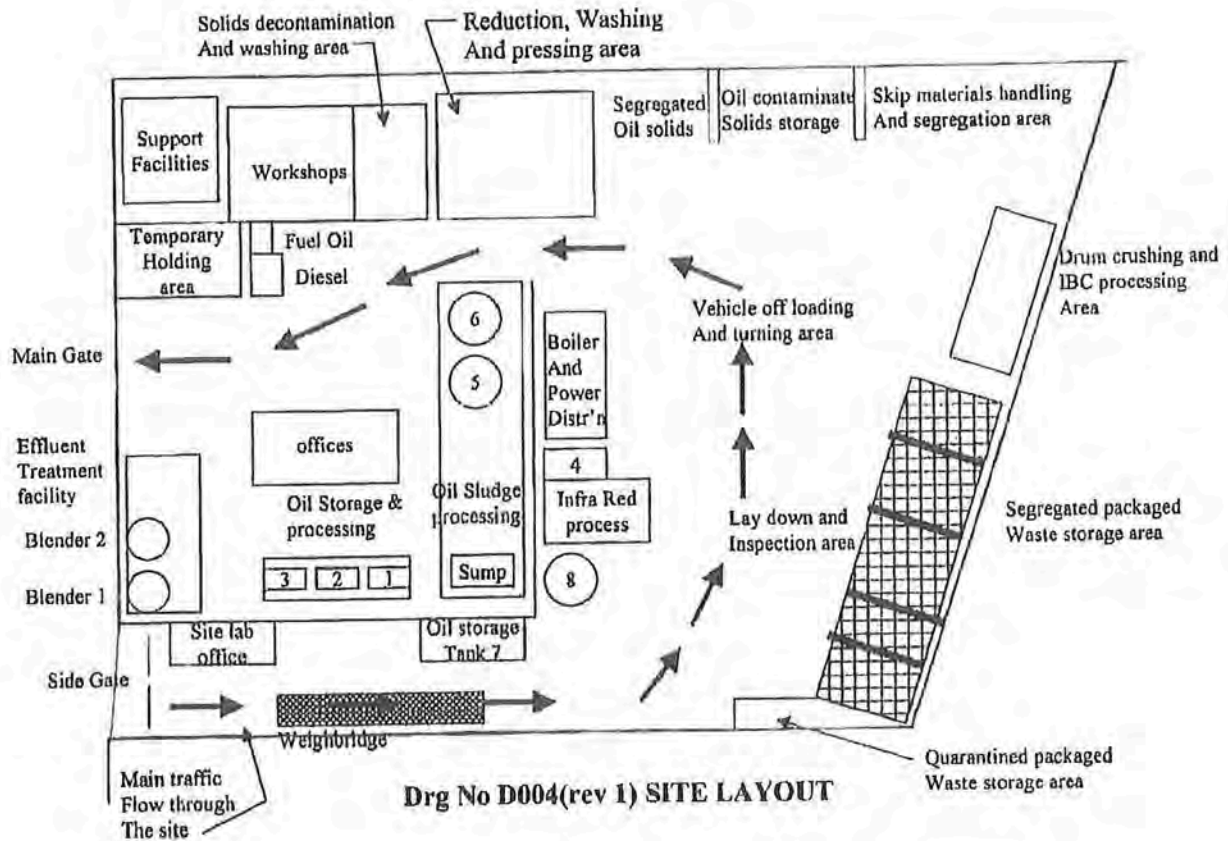 Solids decontamination
And washing area
Reduction, Washing
And pressing area
Segregated
Oil solids
Oil contaminate
Solids storage
Skip materials handling
And segregation area
Support
Facilities
Workshops
Temporary
Holding
area
Fuel Oil
Diesel
Drum crushing and
IBC processing
Area
Vehicle off loading
And turning area
Main Gate
6
5
Boiler
And
Power
Distr'n
offices
Effluent
Treatment
facility
4
Oil Storage &
processing
Oil Sludge
processing
Infra Red
process
Lay down and
Inspection area
Segregated packaged
Waste storage area
Blender 2
Blender 1
3
2
1
Sump
8
Site lab
office
Oil storage
Tank 7
Side Gate
Weighbridge
Quarantined packaged
Waste storage area
Main traffic
Flow through
The site
Drg No D004(rev 1) SITE LAYOUT